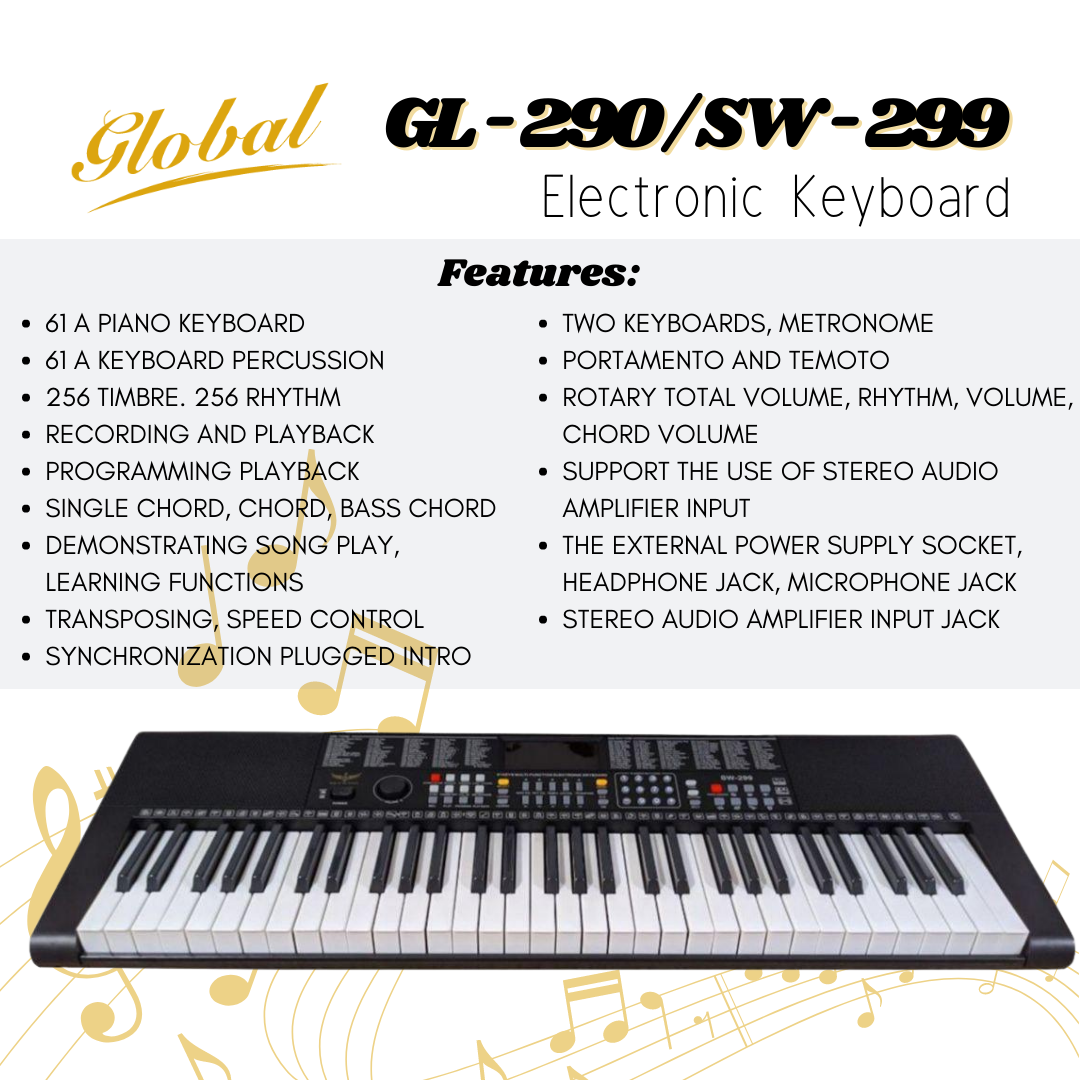 Global
GL-290/SW-299
Electronic Keyboard
Features:
61 A PIANO KEYBOARD
61 A KEYBOARD PERCUSSION
256 TIMBRE. 256 RHYTHM
RECORDING AND PLAYBACK
PROGRAMMING PLAYBACK
SINGLE CHORD, CHORD, BASS CHORD
DEMONSTRATING SONG PLAY,
LEARNING FUNCTIONS
TRANSPOSING, SPEED CONTROL
SYNCHRONIZATION PLUGGED INTRO
TWO KEYBOARDS, METRONOME
PORTAMENTO AND TEMOTO
ROTARY TOTAL VOLUME, RHYTHM, VOLUME,
CHORD VOLUME
SUPPORT THE USE OF STEREO AUDIO
AMPLIFIER INPUT
THE EXTERNAL POWER SUPPLY SOCKET,
HEADPHONE JACK, MICROPHONE JACK
STEREO AUDIO AMPLIFIER INPUT JACK
SW-299